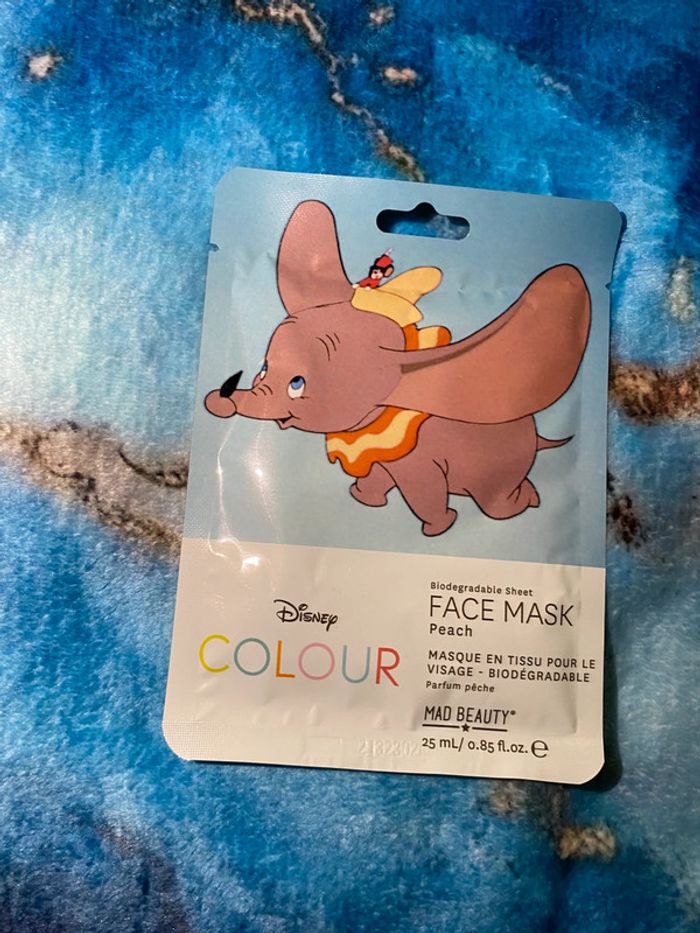 Disney
COLOUR
Biodegradable Sheet
FACE MASK
Peach
MASQUE EN TISSU POUR LE
VISAGE - BIODÉGRADABLE
Parfum pêche
MAD BEAUTY®
25 mL/ 0.85 fl.oz. ℮